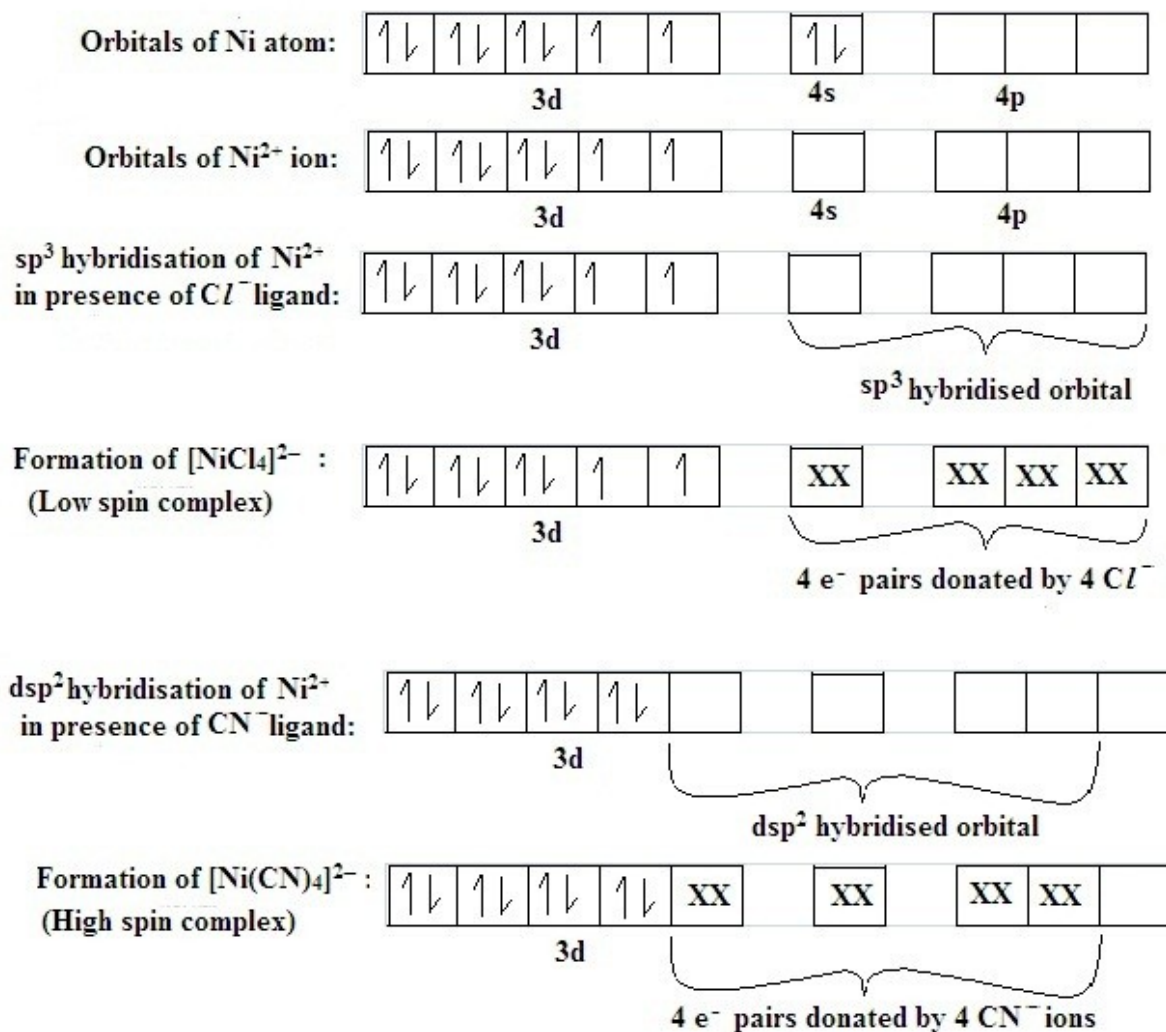 Orbitals of Ni atom:
3d 4s 4p
Orbitals of Ni²⁺ ion:
3d 4s 4p
sp³ hybridisation of Ni²⁺
in presence of Cl⁻ ligand:
3d
sp³ hybridised orbital
Formation of [NiCl₄]²⁻ :
(Low spin complex)
XX XX XX XX
3d
4 e⁻ pairs donated by 4 Cl⁻
dsp² hybridisation of Ni²⁺
in presence of CN⁻ ligand:
3d
dsp² hybridised orbital
Formation of [Ni(CN)₄]²⁻ :
(High spin complex)
XX XX XX XX
3d
4 e⁻ pairs donated by 4 CN⁻ ions